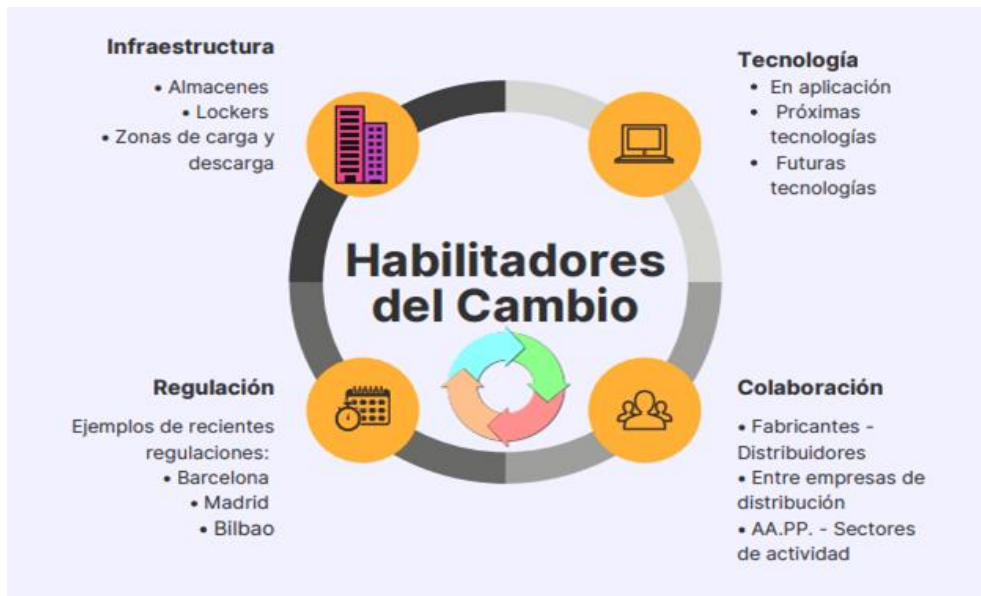 Infraestructura
• Almacenes
• Lockers
• Zonas de carga y
descarga
Tecnología
• En aplicación
• Próximas
tecnologías
• Futuras
tecnologías
Habilitadores
del Cambio
Regulación
Ejemplos de recientes
regulaciones:
• Barcelona
• Madrid
• Bilbao
Colaboración
• Fabricantes -
Distribuidores
• Entre empresas de
distribución
• AA.PP. - Sectores
de actividad